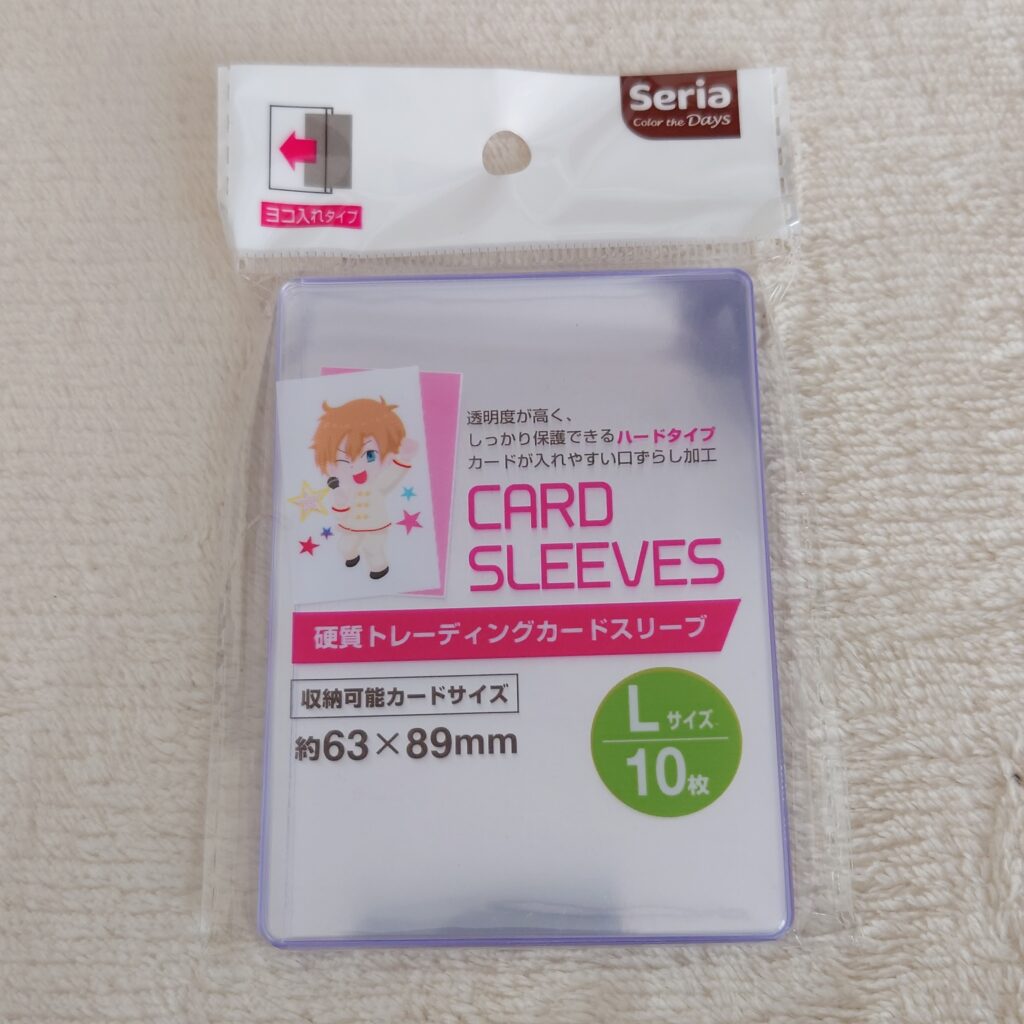 Seria
Color the Days
ヨコ入れタイプ
透明度が高く、
しっかり保護できるハードタイプ
カードが入れやすい口ずらし加工
CARD
SLEEVES
硬質トレーディングカードスリーブ
収納可能カードサイズ
約63×89mm
Lサイズ
10枚